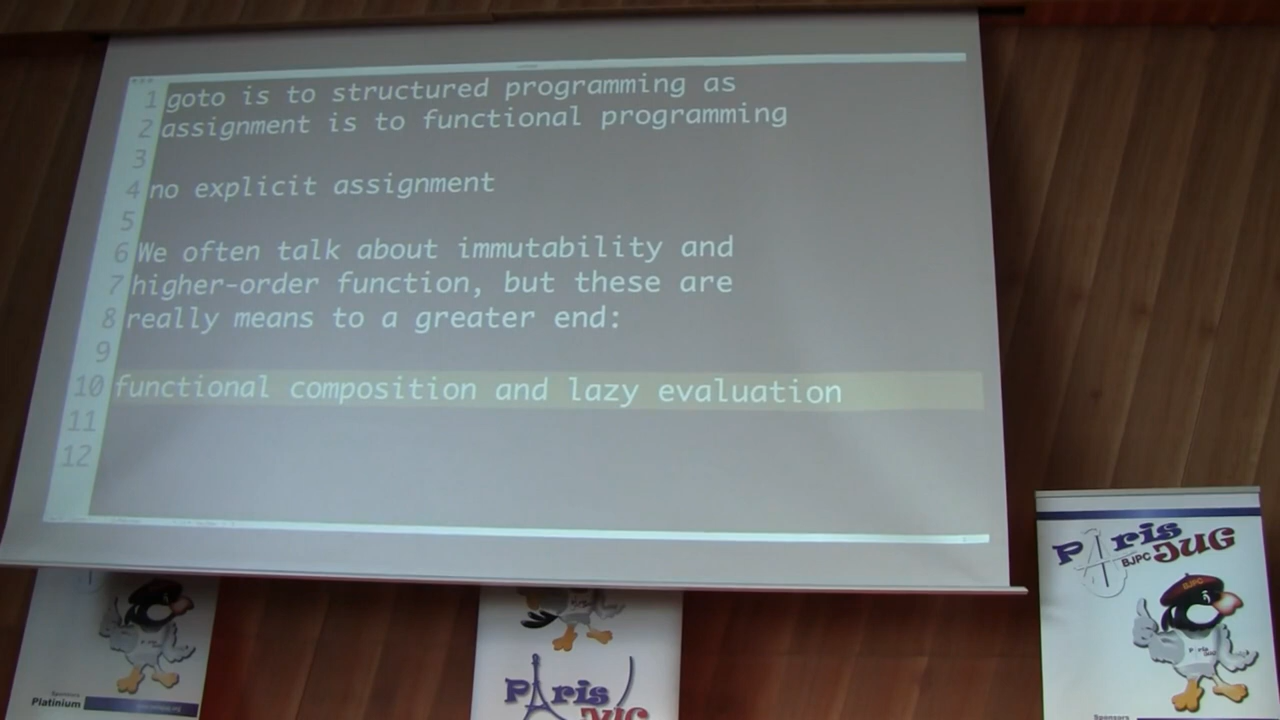 1 goto is to structured programming as
2 assignment is to functional programming
3
4 no explicit assignment
5
6 We often talk about immutability and
7 higher-order function, but these are
8 really means to a greater end:
9
10 functional composition and lazy evaluation
11
12
Paris
BJPC JUG
BJPC
Sponsors
Platinium
Paris
JUG
Sponsors